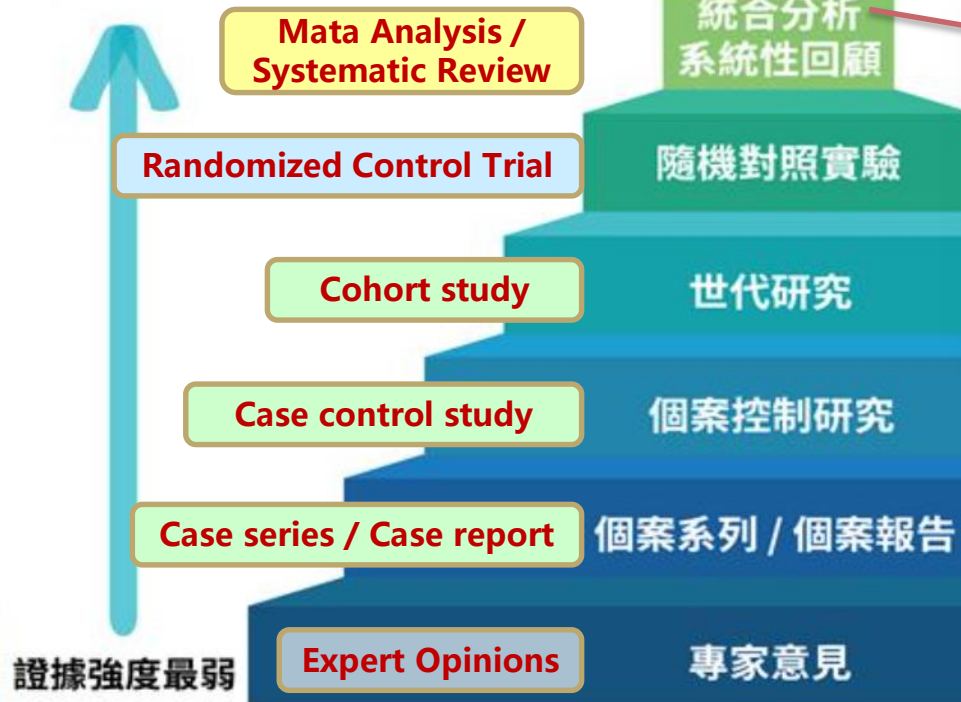 Mata Analysis /
Systematic Review
統合分析
系統性回顧
Randomized Control Trial
隨機對照實驗
Cohort study
世代研究
Case control study
個案控制研究
Case series / Case report
個案系列 / 個案報告
證據強度最弱
Expert Opinions
專家意見